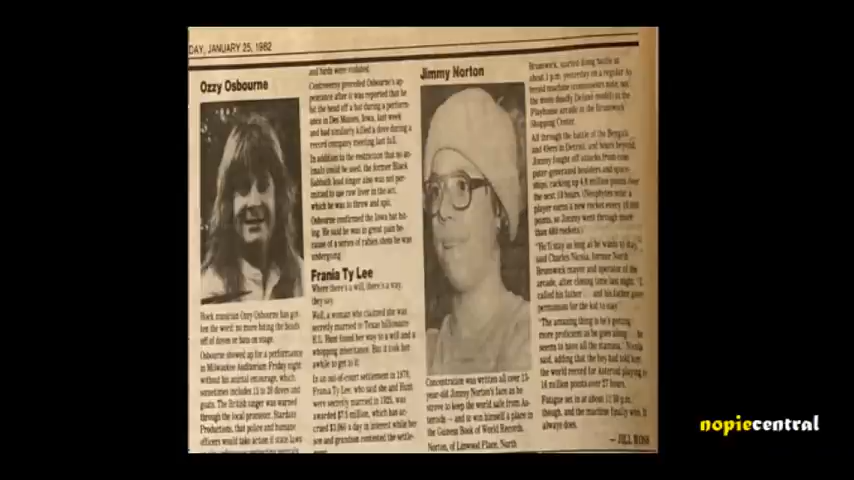 DAY, JANUARY 25, 1982
Ozzy Osbourne
Rock musician Ozzy Osbourne has got-
ten the word: no more biting the heads
off of doves or bats on stage.
Osbourne showed up for a performance
in Milwaukee Auditorium Friday night
without his animal entourage, which
sometimes includes 15 to 20 doves and
goats. The British singer was warned
through the local promoter, Stardate
Productions, that police and humane
officers would take action if state laws
and birds were violated.
Controversy preceded Osbourne's ap-
pearance after it was reported that he
bit the head off a bat during a perform-
ance in Des Moines, Iowa, last week
and had similarly killed a dove during a
record company meeting last fall.
In addition to the restriction that no an-
imals could be used, the former Black
Sabbath lead singer also was not per-
mitted to use raw liver in the act,
which he was to throw and spit.
Osbourne confirmed the Iowa bat bit-
ing. He said he was in great pain be-
cause of a series of rabies shots he was
undergoing.
Frania Ty Lee
Where there's a will, there's a way,
they say.
Well, a woman who claimed she was
secretly married to Texas billionaire
H.L. Hunt found her way to a will and a
whopping inheritance. But it took her
awhile to get to it.
In an out-of-court settlement in 1978,
Frania Ty Lee, who said she and Hunt
were secretly married in 1925, was
awarded $7.5 million, which has ac-
crued $3,060 a day in interest while her
son and grandson contested the settle-
ment.
Jimmy Norton
Concentration was written all over 13-
year-old Jimmy Norton's face as he
strove to keep the world safe from As-
teroids — and to win himself a place in
the Guinness Book of World Records.
Norton, of Linwood Place, North
Brunswick, started doing battle at
about 1 p.m. yesterday on a regular As-
teroid machine (connoisseurs note, not
the more deadly Deluxe model) in the
Playhouse arcade in the Brunswick
Shopping Center.
All through the battle of the Bengals
and 49ers in Detroit, and hours beyond,
Jimmy fought off attacks from com-
puter-generated boulders and space-
ships, racking up 4.8 million points over
the next 10 hours. (Neophytes note: a
player earns a new rocket every 10,000
points, so Jimmy went through more
than 480 rockets.)
"He'll stay as long as he wants to stay,"
said Charles Nicola, former North
Brunswick mayor and operator of the
arcade, after closing time last night. "I
called his father and his father gave
permission for the kid to stay."
"The amazing thing is he's getting
more proficient as he goes along
seems to have all the stamina," Nicola
said, adding that the boy had told him
the world record for Asteroid playing is
16 million points over 27 hours.
Fatigue set in at about 11:30 p.m.,
though, and the machine finally won. It
always does.
— JILL
nopiecentral